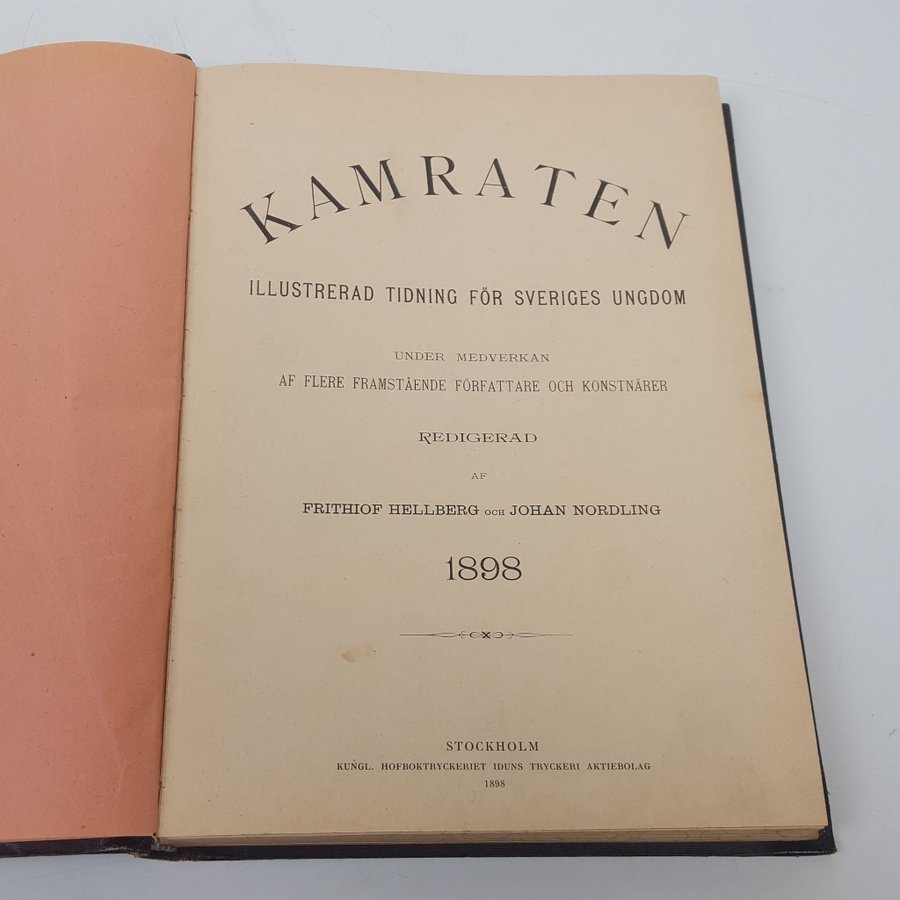 KAMRATEN
ILLUSTRERAD TIDNING FÖR SVERIGES UNGDOM
UNDER MEDVERKAN
AF FLERE FRAMSTÅENDE FÖRFATTARE OCH KONSTNÄRER
REDIGERAD
AF
FRITHIOF HELLBERG OCH JOHAN NORDLING
1898
STOCKHOLM
KUNGL. HOFBOKTRYCKERIET IDUNS TRYCKERI AKTIEBOLAG
1898